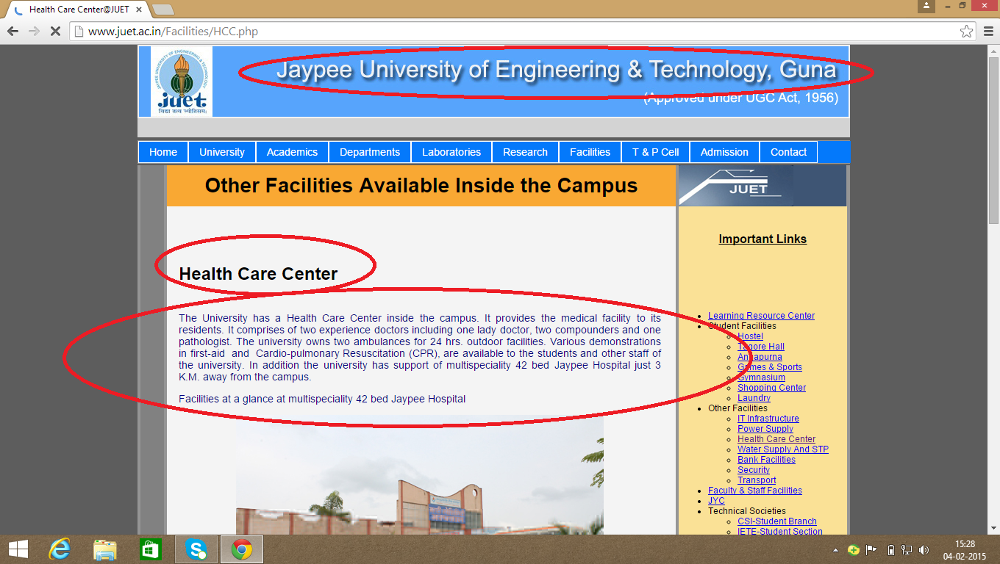 Health Care Center@JUET
www.juet.ac.in/Facilities/HCC.php
JAYPEE UNIVERSITY OF ENGINEERING & TECHNOLOGY
juet
विद्या तत्व ज्योतिसमः
Jaypee University of Engineering & Technology, Guna
(Approved under UGC Act, 1956)
Home University Academics Departments Laboratories Research Facilities T & P Cell Admission Contact
Other Facilities Available Inside the Campus
JUET
Important Links
Health Care Center
The University has a Health Care Center inside the campus. It provides the medical facility to its
residents. It comprises of two experience doctors including one lady doctor, two compounders and one
pathologist. The university owns two ambulances for 24 hrs. outdoor facilities. Various demonstrations
in first-aid and Cardio-pulmonary Resuscitation (CPR), are available to the students and other staff of
the university. In addition the university has support of multispeciality 42 bed Jaypee Hospital just 3
K.M. away from the campus.
Facilities at a glance at multispeciality 42 bed Jaypee Hospital
Learning Resource Center
Student Facilities
Hostel
Tagore Hall
Annapurna
Games & Sports
Gymnasium
Shopping Center
Laundry
Other Facilities
IT Infrastructure
Power Supply
Health Care Center
Water Supply And STP
Bank Facilities
Security
Transport
Faculty & Staff Facilities
JYC
Technical Societies
CSI-Student Branch
IETE-Student Section
15:28
04-02-2015